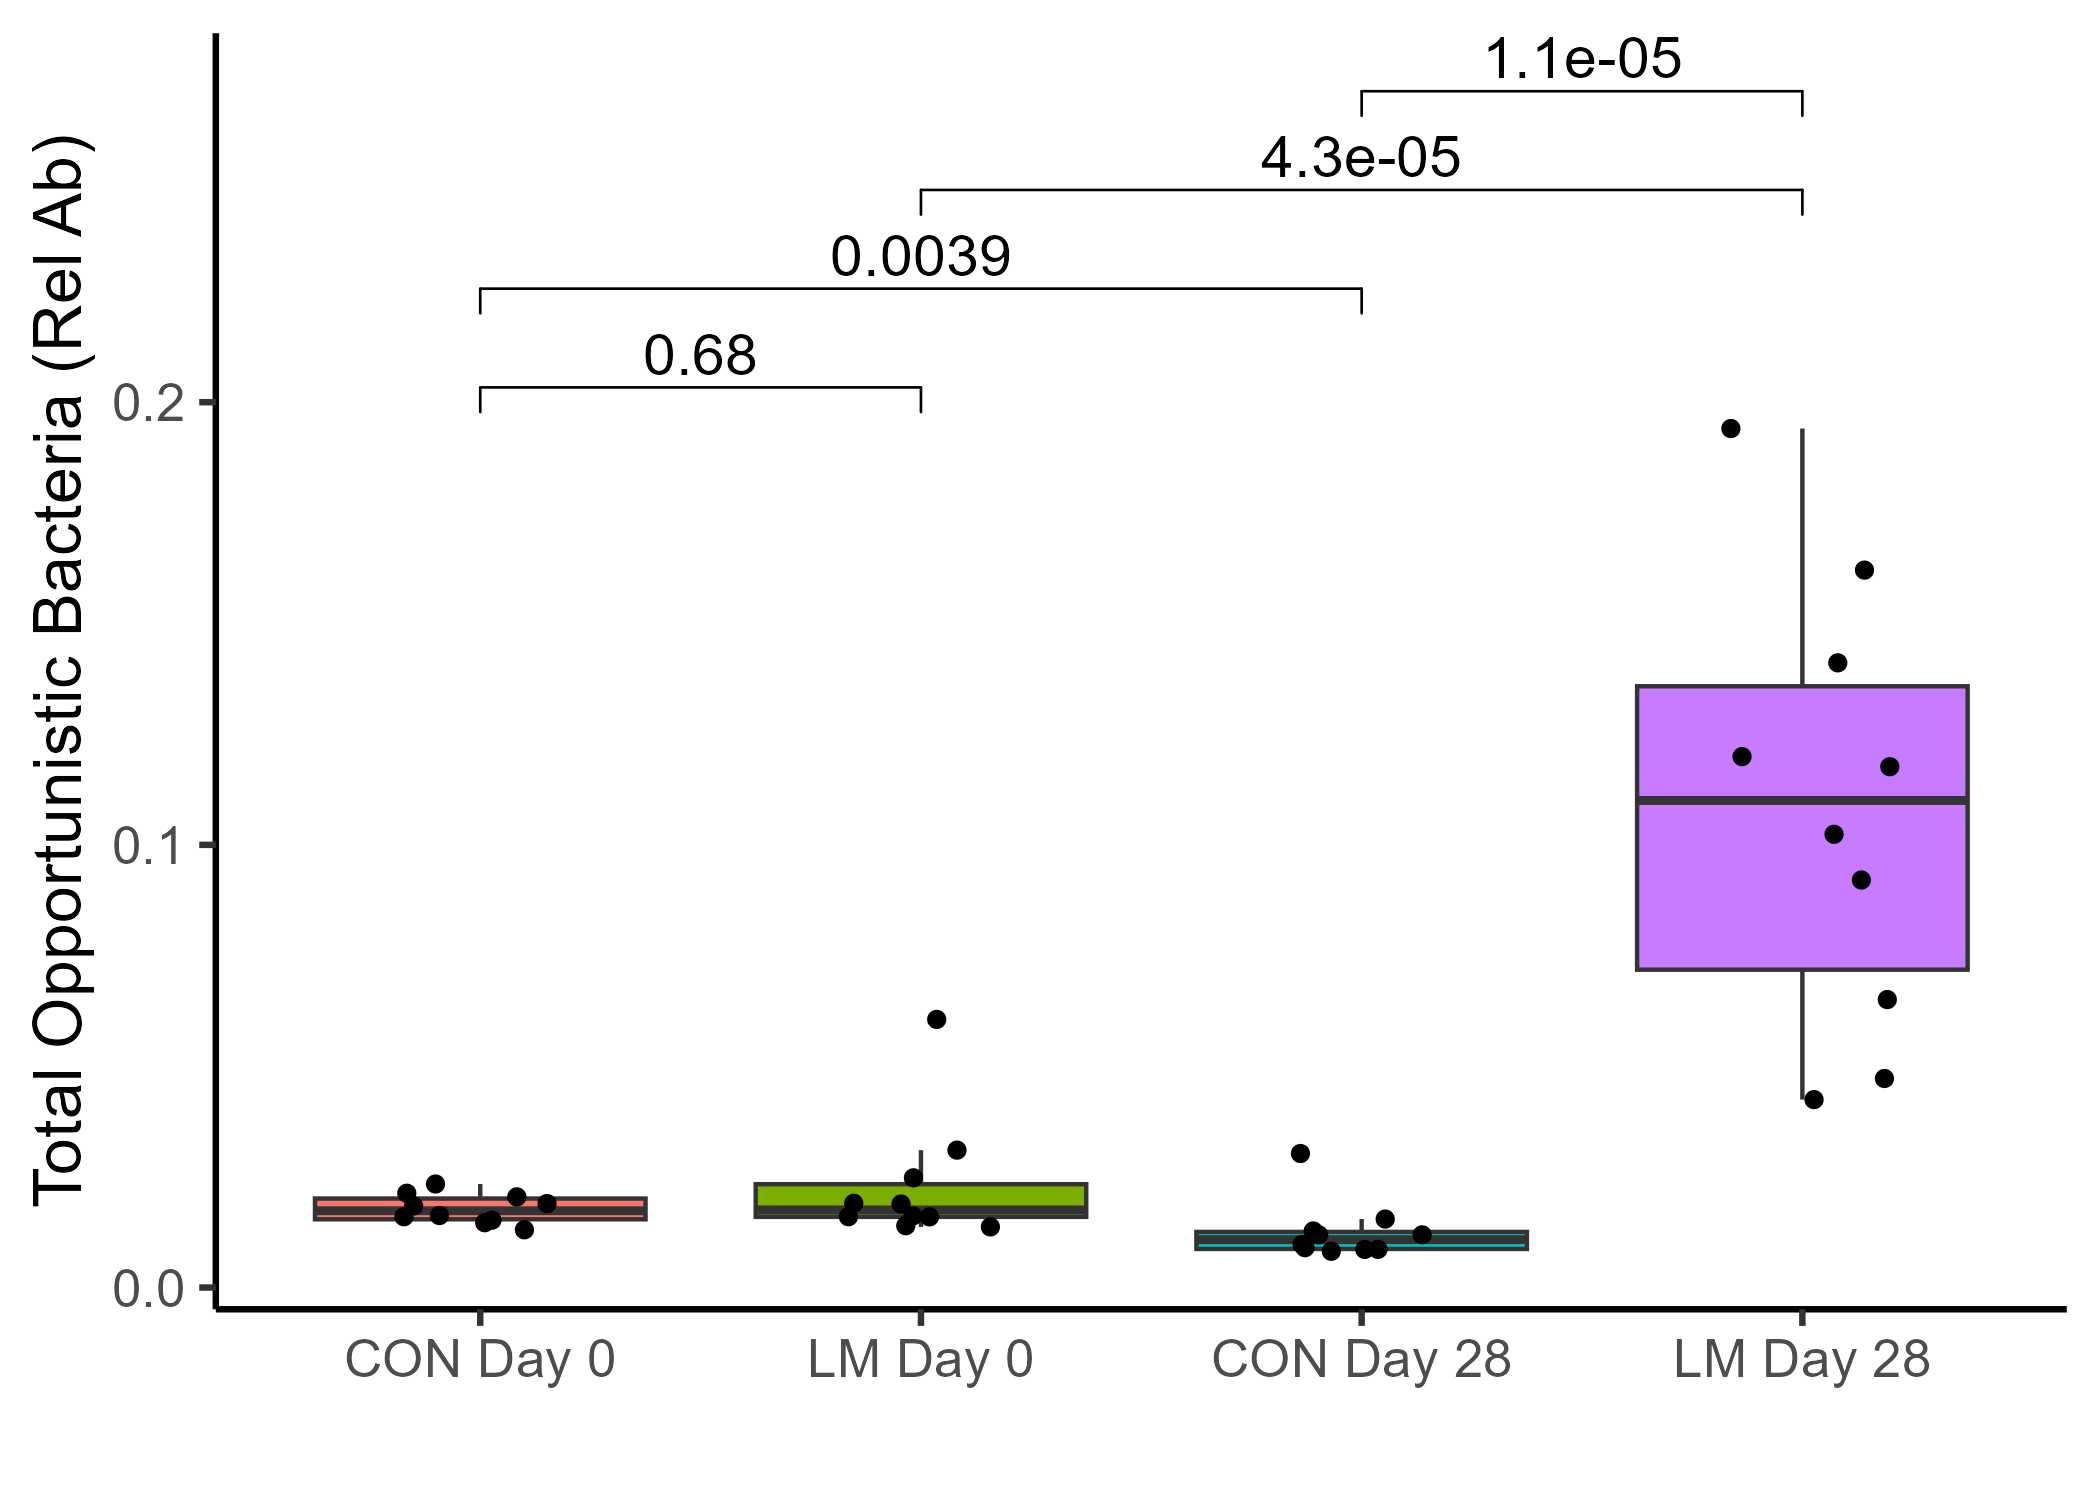 1.1e-05
4.3e-05
0.0039
0.68
Total Opportunistic Bacteria (Rel Ab)
0.2
0.1
0.0
CON Day 0
LM Day 0
CON Day 28
LM Day 28